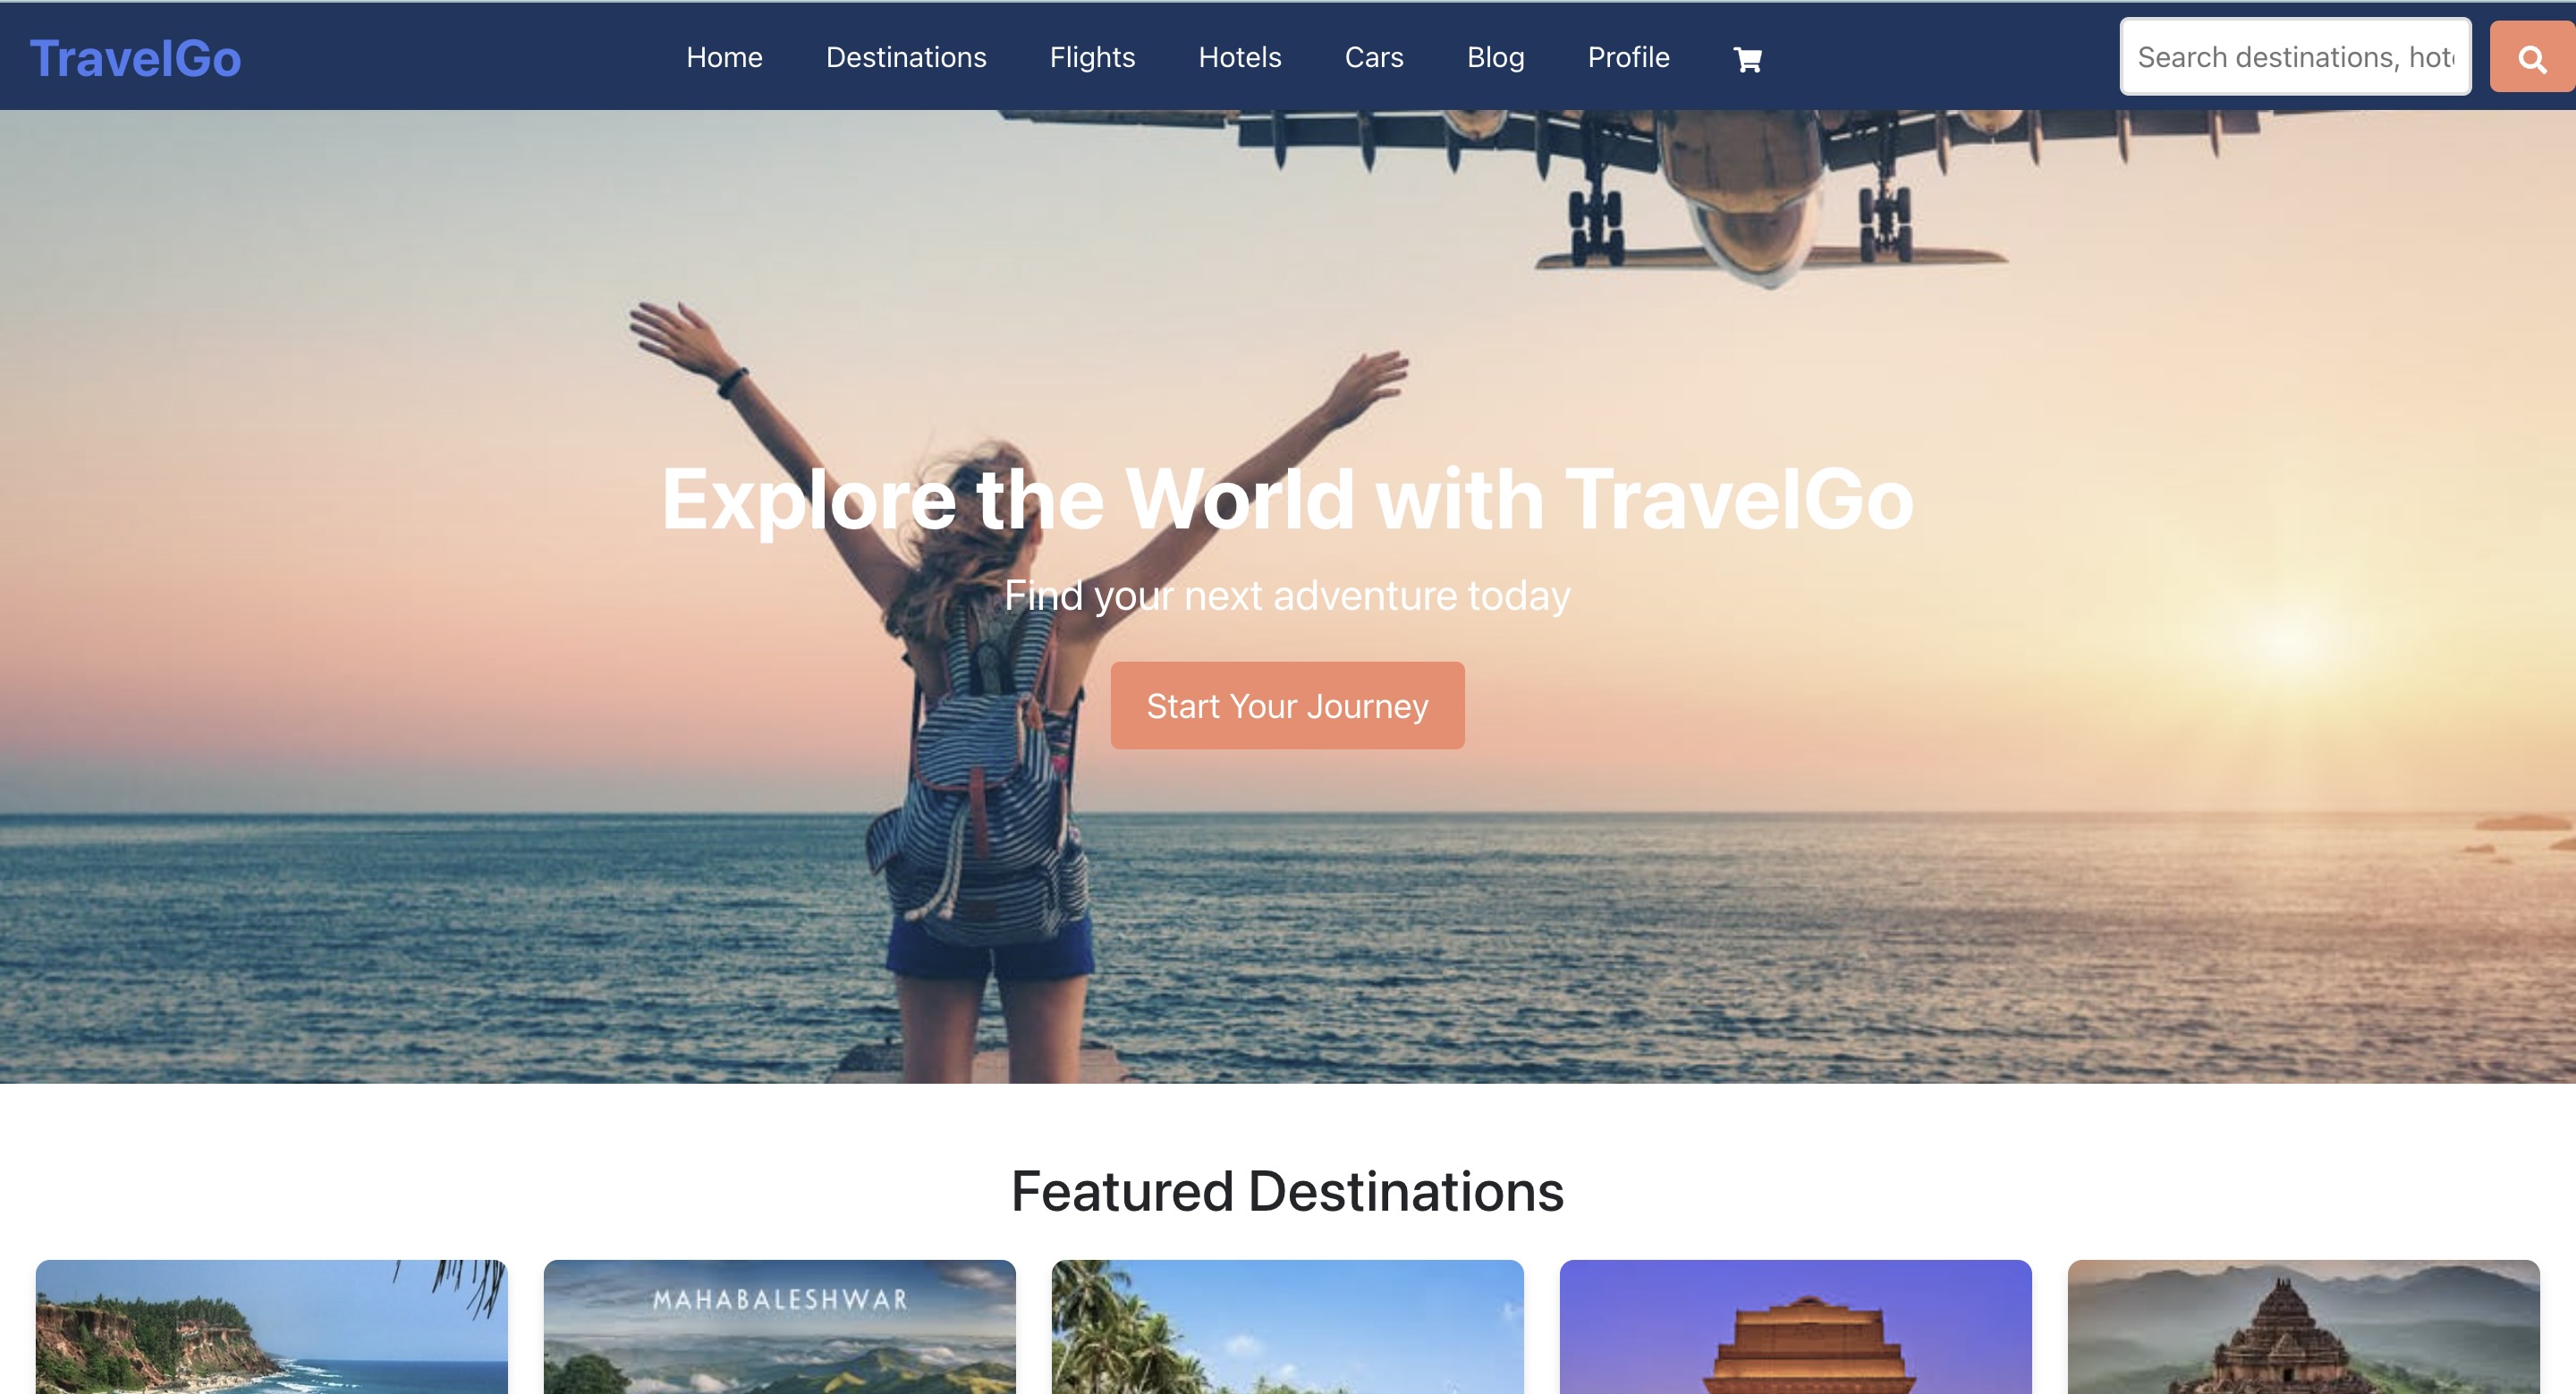 TravelGo
Home Destinations Flights Hotels Cars Blog Profile
Search destinations, hot
Explore the World with TravelGo
Find your next adventure today
Start Your Journey
Featured Destinations
MAHABALESHWAR